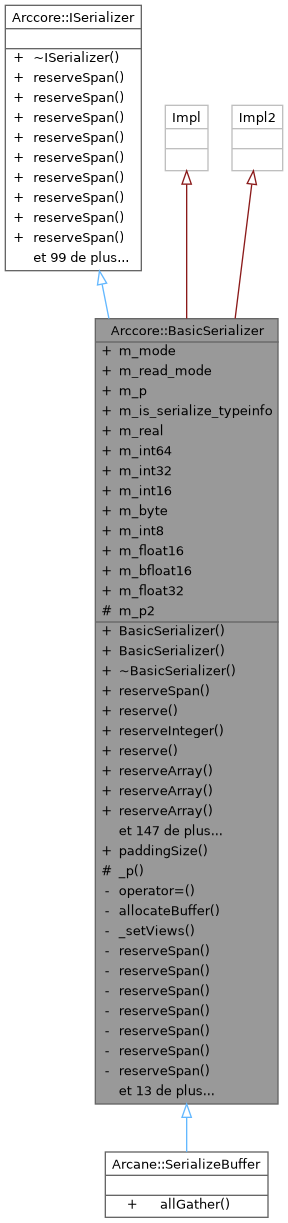 Arccore::ISerializer
+ ~ISerializer()
+ reserveSpan()
+ reserveSpan()
+ reserveSpan()
+ reserveSpan()
+ reserveSpan()
+ reserveSpan()
+ reserveSpan()
+ reserveSpan()
+ reserveSpan()
et 99 de plus...
Impl
Impl2
Arccore::BasicSerializer
+ m_mode
+ m_read_mode
+ m_p
+ m_is_serialize_typeinfo
+ m_real
+ m_int64
+ m_int32
+ m_int16
+ m_byte
+ m_int8
+ m_float16
+ m_bfloat16
+ m_float32
# m_p2
+ BasicSerializer()
+ BasicSerializer()
+ ~BasicSerializer()
+ reserveSpan()
+ reserve()
+ reserveInteger()
+ reserve()
+ reserveArray()
+ reserveArray()
+ reserveArray()
et 147 de plus...
+ paddingSize()
# _p()
- operator=()
- allocateBuffer()
- _setViews()
- reserveSpan()
- reserveSpan()
- reserveSpan()
- reserveSpan()
- reserveSpan()
- reserveSpan()
- reserveSpan()
et 13 de plus...
Arcane::SerializeBuffer
+ allGather()